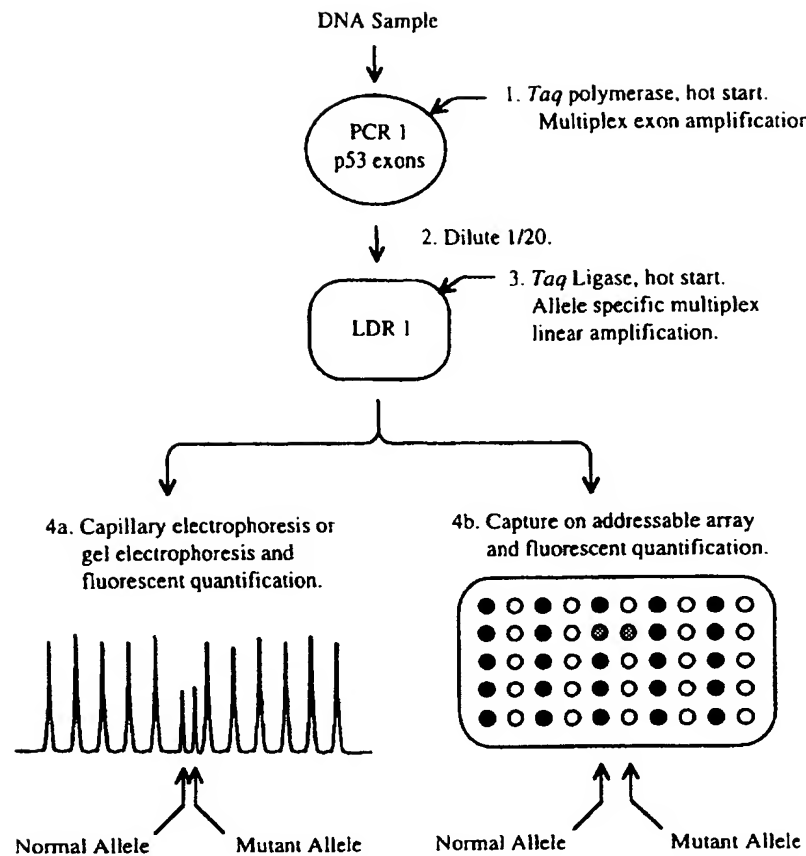 DNA Sample
1. Taq polymerase, hot start.
Multiplex exon amplification
PCR 1
p53 exons
2. Dilute 1/20.
3. Taq Ligase, hot start.
Allele specific multiplex
linear amplification.
LDR 1
4a. Capillary electrophoresis or
gel electrophoresis and
fluorescent quantification.
4b. Capture on addressable array
and fluorescent quantification.
Normal Allele
Mutant Allele
Normal Allele
Mutant Allele